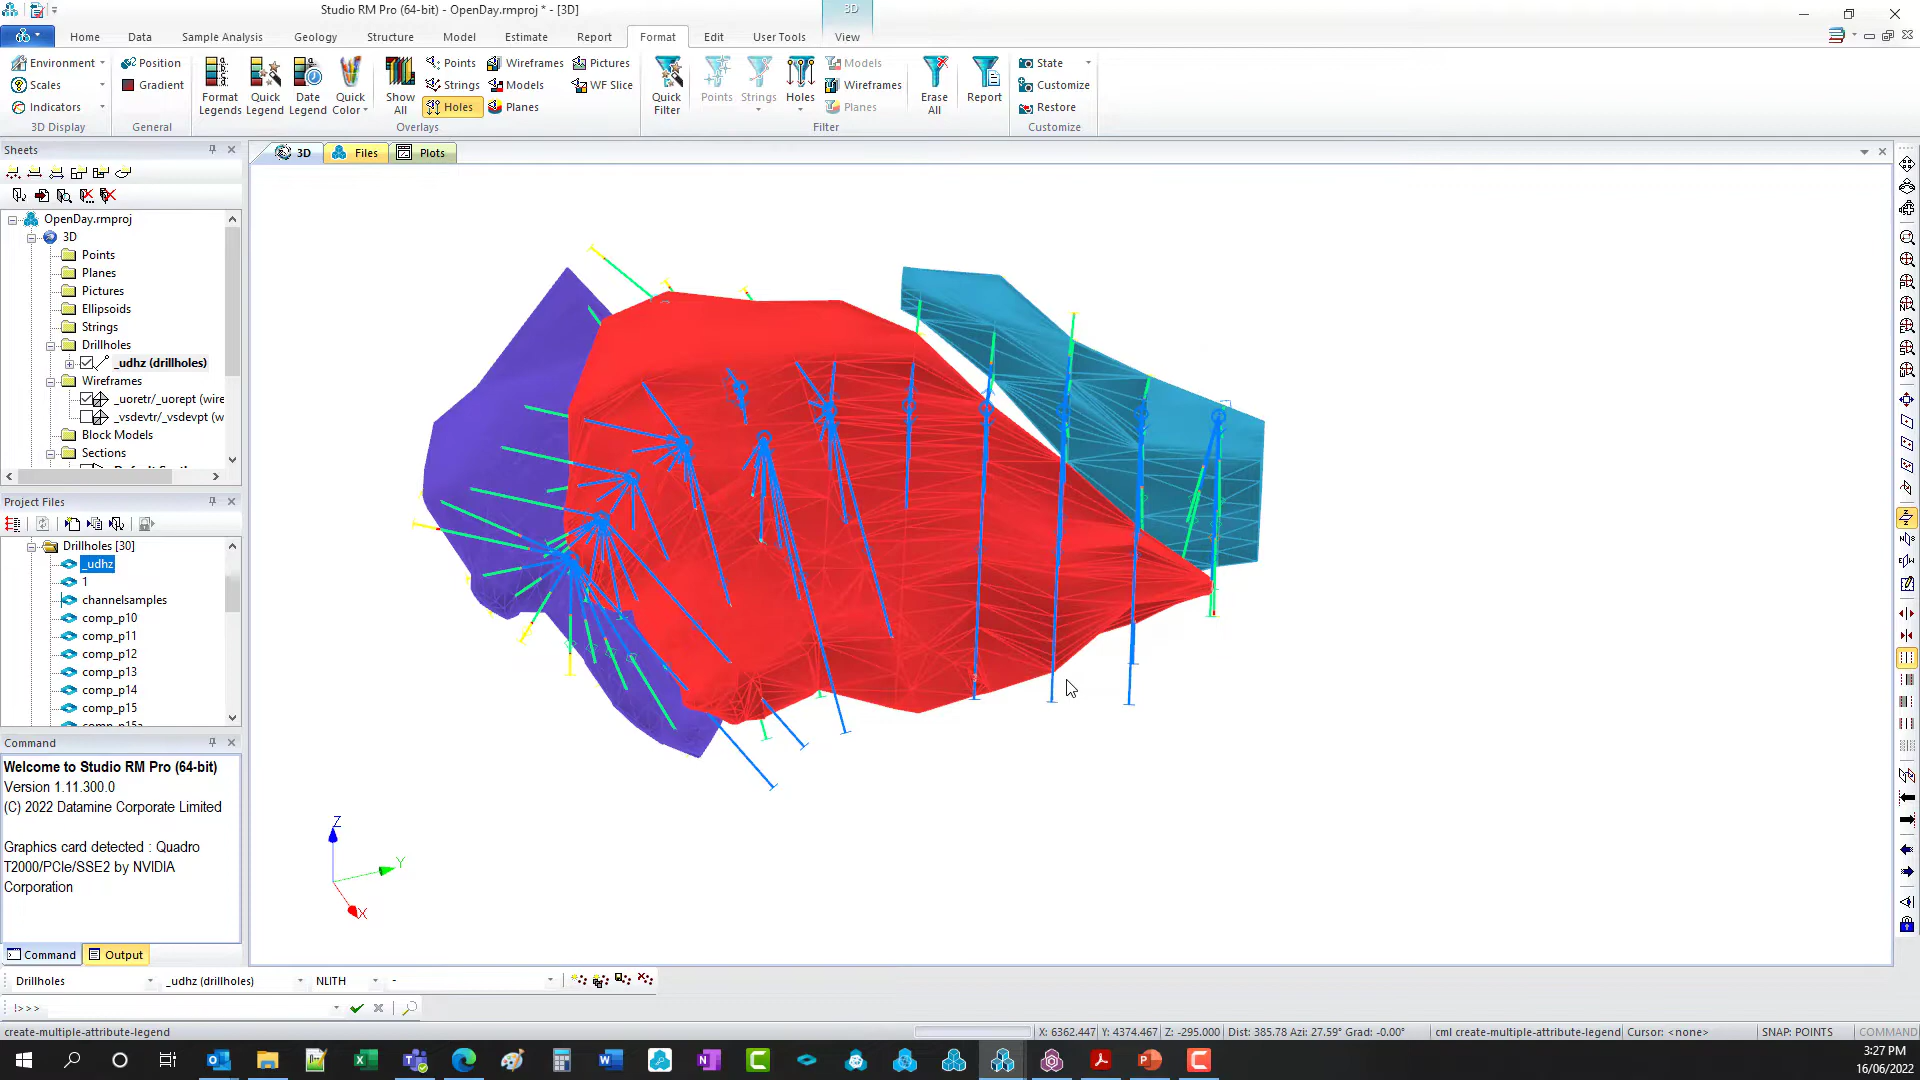 Studio RM Pro (64-bit) - OpenDay.rmproj * - [3D]
3D
Home Data Sample Analysis Geology Structure Model Estimate Report Format Edit User Tools View
Environment
Scales
Indicators
3D Display
Position
Gradient
General
Format Legends
Quick Legend
Date Legend
Quick Color
Show All
Points
Strings
Holes
Wireframes
Models
Planes
Pictures
WF Slice
Overlays
Quick Filter
Points
Strings
Holes
Models
Wireframes
Planes
Filter
Erase All
Report
State
Customize
Restore
Customize
Sheets
OpenDay.rmproj
3D
Points
Planes
Pictures
Ellipsoids
Strings
Drillholes
_udhz (drillholes)
Wireframes
_uoretr/_uorept (wire
_vsdevtr/_vsdevpt (w
Block Models
Sections
3D Files Plots
Project Files
Drillholes [30]
_udhz
1
channelsamples
comp_p10
comp_p11
comp_p12
comp_p13
comp_p14
comp_p15
comp_p15a
Command
Welcome to Studio RM Pro (64-bit)
Version 1.11.300.0
(C) 2022 Datamine Corporate Limited
Graphics card detected : Quadro
T2000/PCIe/SSE2 by NVIDIA
Corporation
Command Output
Z
Y
X
Drillholes _udhz (drillholes) NLITH -
!>>>
create-multiple-attribute-legend
X: 6362.447 Y: 4374.467 Z: -295.000 Dist: 385.78 Azi: 27.59° Grad: -0.00° cml create-multiple-attribute-legend Cursor: <none> SNAP: POINTS COMMAND
3:27 PM
16/06/2022